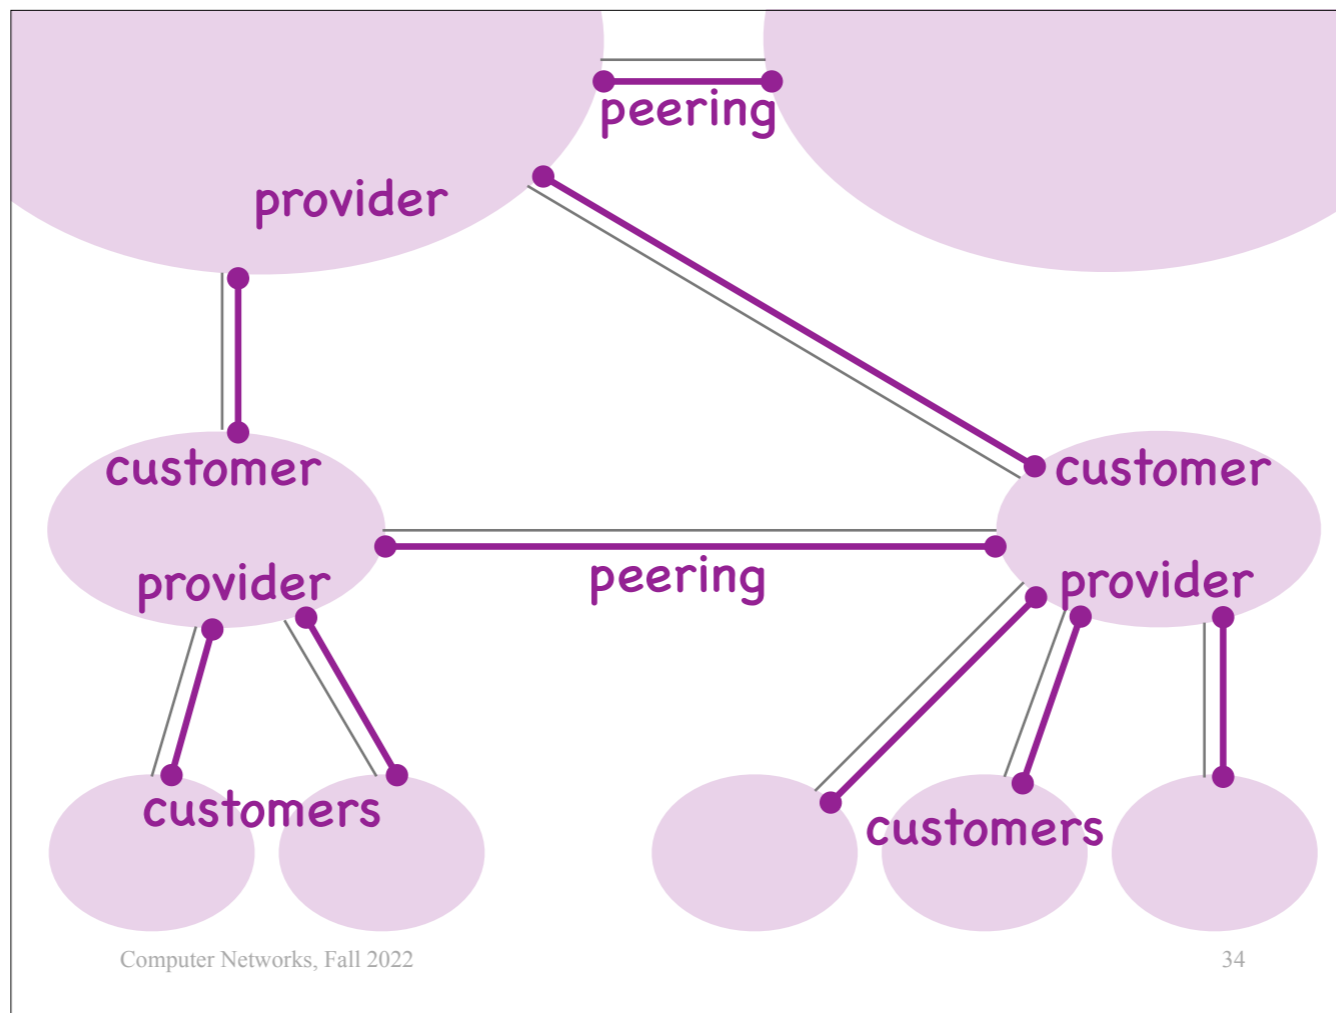 peering
provider
customer
customer
peering
provider
provider
customers
customers
Computer Networks, Fall 2022
34